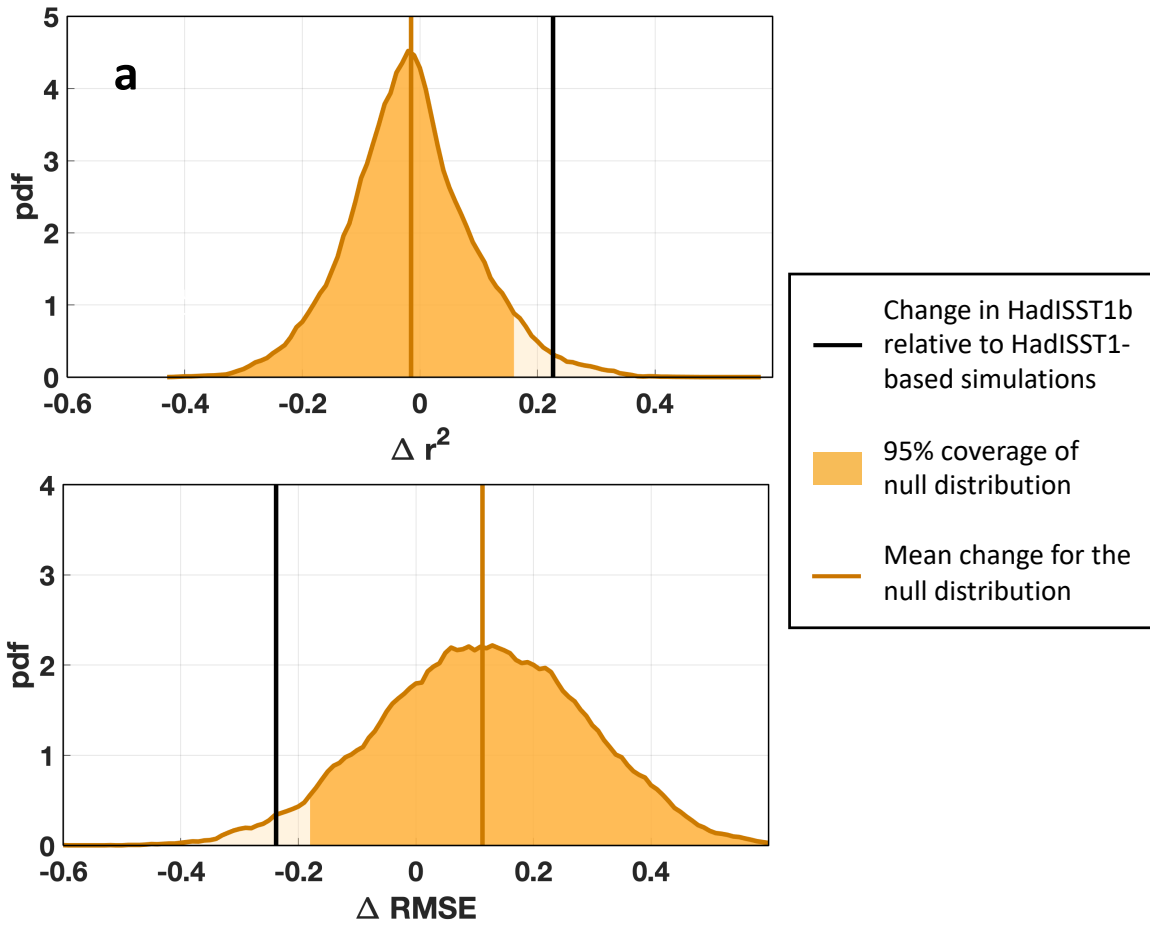 a
5
4
3
2
1
0
pdf
-0.6 -0.4 -0.2 0 0.2 0.4
Δ r²
4
3
2
1
0
pdf
-0.6 -0.4 -0.2 0 0.2 0.4
Δ RMSE
Change in HadISST1b
relative to HadISST1-
based simulations
95% coverage of
null distribution
Mean change for the
null distribution